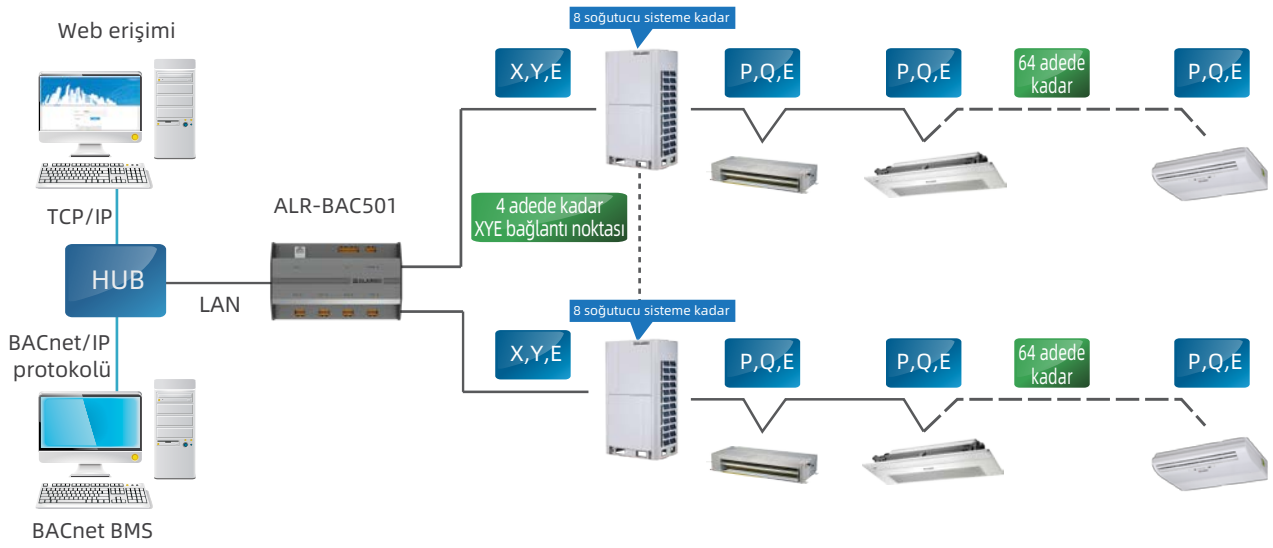 8 soğutucu sisteme kadar
Web erişimi
X,Y,E
P,Q,E
P,Q,E
64 adede
kadar
P,Q,E
TCP/IP
ALR-BAC501
4 adede kadar
XYE bağlantı noktası
HUB
LAN
8 soğutucu sisteme kadar
BACnet/IP
protokolü
X,Y,E
P,Q,E
P,Q,E
64 adede
kadar
P,Q,E
BACnet BMS